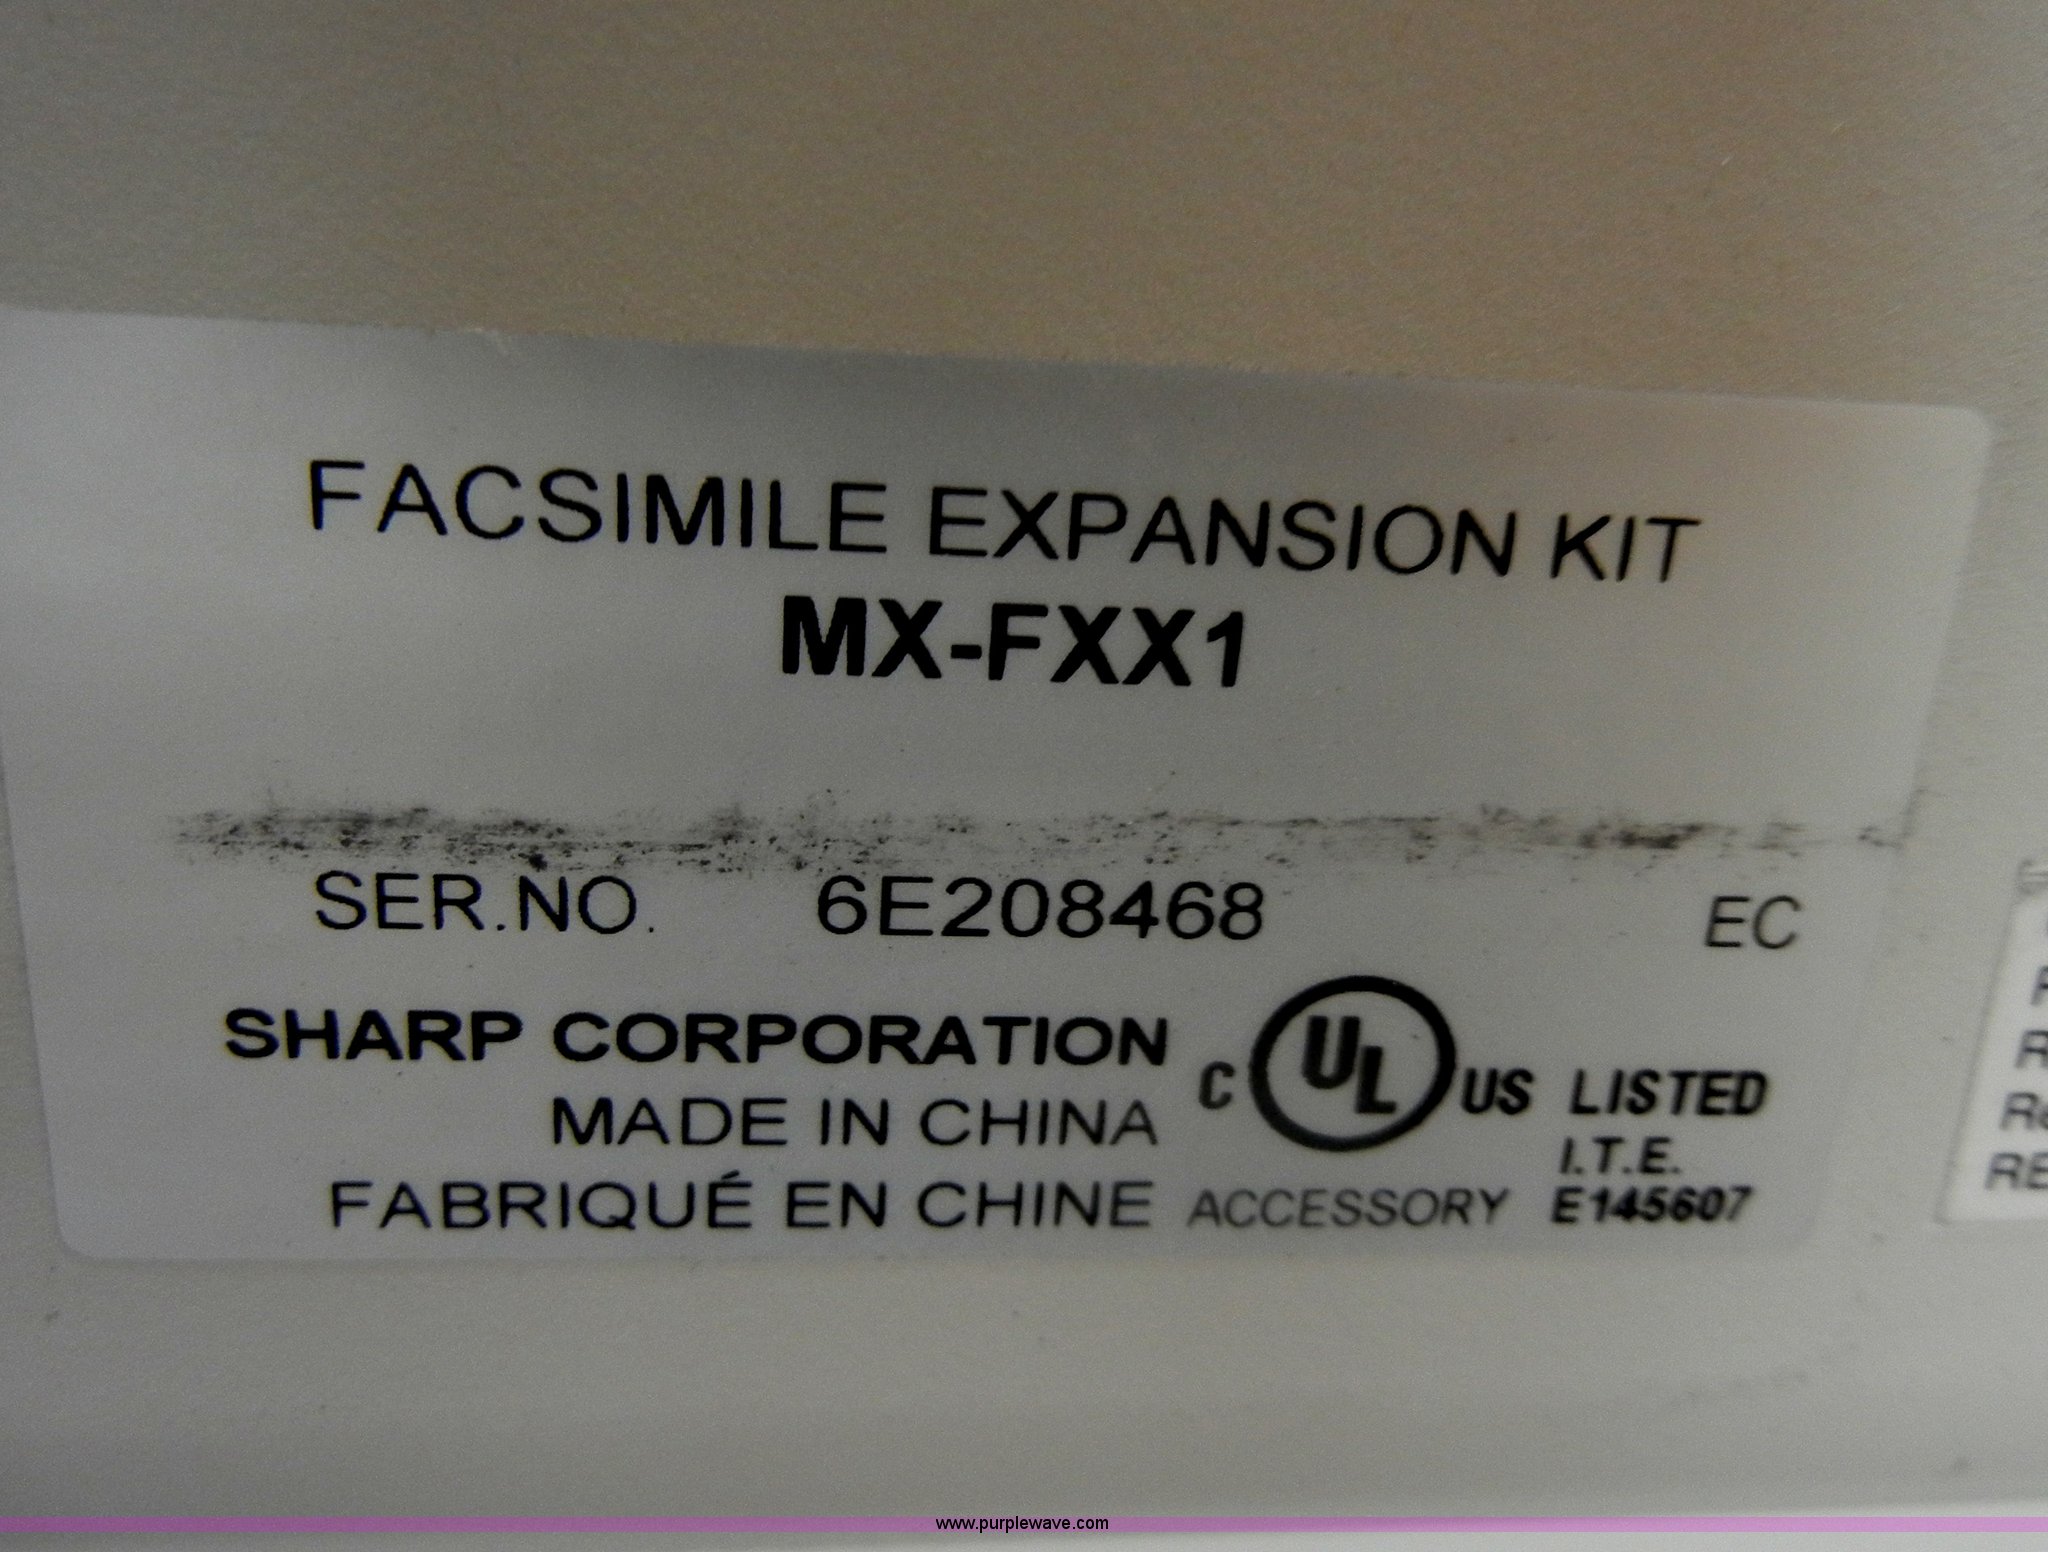 FACSIMILE EXPANSION KIT
MX-FXX1
SER.NO. 6E208468 EC
SHARP CORPORATION
MADE IN CHINA
FABRIQUÉ EN CHINE
C UL US LISTED
I.T.E.
ACCESSORY E145607
www.purplewave.com